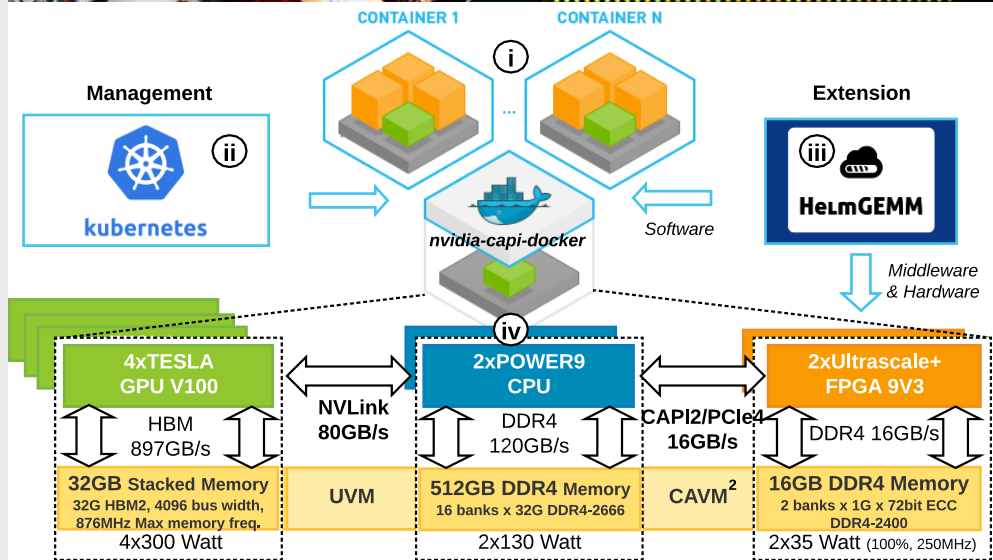 CONTAINER 1
CONTAINER N
i
...
Management
Extension
ii
kubernetes
iii
HELMGEMM
nvidia-capi-docker
Software
Middleware
& Hardware
iv
4xTESLA
GPU V100
2xPOWER9
CPU
2xUltrascale+
FPGA 9V3
NVLink
80GB/s
CAPI2/PCIe4
16GB/s
HBM
897GB/s
DDR4
120GB/s
DDR4 16GB/s
32GB Stacked Memory
32G HBM2, 4096 bus width,
876MHz Max memory freq.
UVM
512GB DDR4 Memory
16 banks x 32G DDR4-2666
CAVM²
16GB DDR4 Memory
2 banks x 1G x 72bit ECC
DDR4-2400
4x300 Watt
2x130 Watt
2x35 Watt (100%, 250MHz)